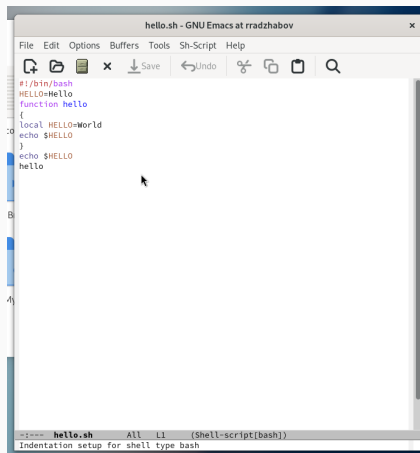 hello.sh - GNU Emacs at rradzhabov
File Edit Options Buffers Tools Sh-Script Help
Save Undo
#!/bin/bash
HELLO=Hello
function hello
{
local HELLO=World
echo $HELLO
}
echo $HELLO
hello
-:--- hello.sh All L1 (Shell-script[bash])
Indentation setup for shell type bash